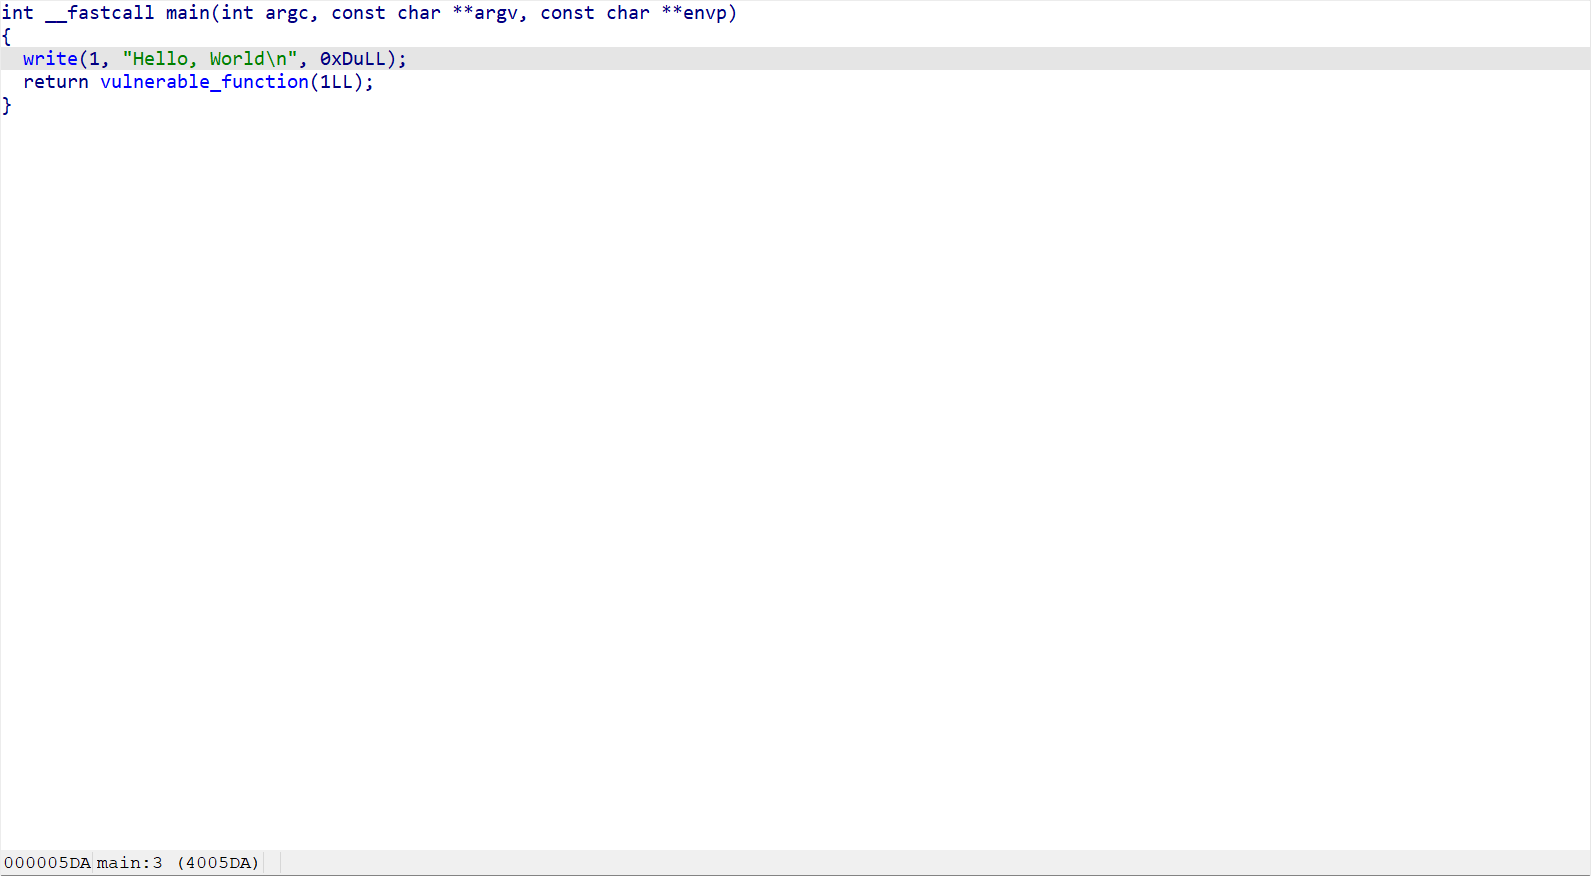 int __fastcall main(int argc, const char **argv, const char **envp)
{
  write(1, "Hello, World\n", 0xDuLL);
  return vulnerable_function(1LL);
}
000005DA main:3 (4005DA)